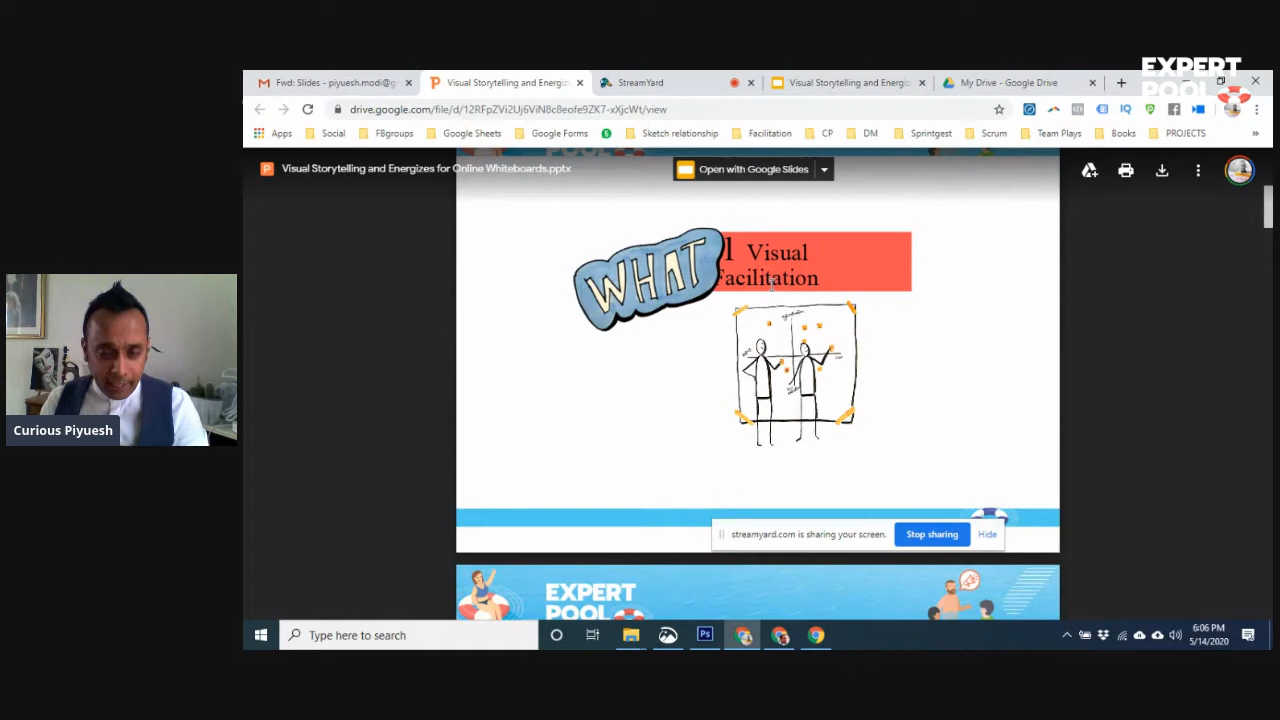 EXPERT
POOL
Fwd: Slides - piyuesh.modi@g
Visual Storytelling and Energiz
StreamYard
Visual Storytelling and Energiz
My Drive - Google Drive
drive.google.com/file/d/12RFpZVi2Uj6ViN8c8eofe9ZK7-xXjcWt/view
Apps Social FBgroups Google Sheets Google Forms Sketch relationship Facilitation CP DM Sprintgest Scrum Team Plays Books PROJECTS
Visual Storytelling and Energizes for Online Whiteboards.pptx
Open with Google Slides
WHAT
1 Visual
Facilitation
Curious Piyuesh
streamyard.com is sharing your screen. Stop sharing Hide
EXPERT
POOL
Type here to search
6:06 PM
5/14/2020